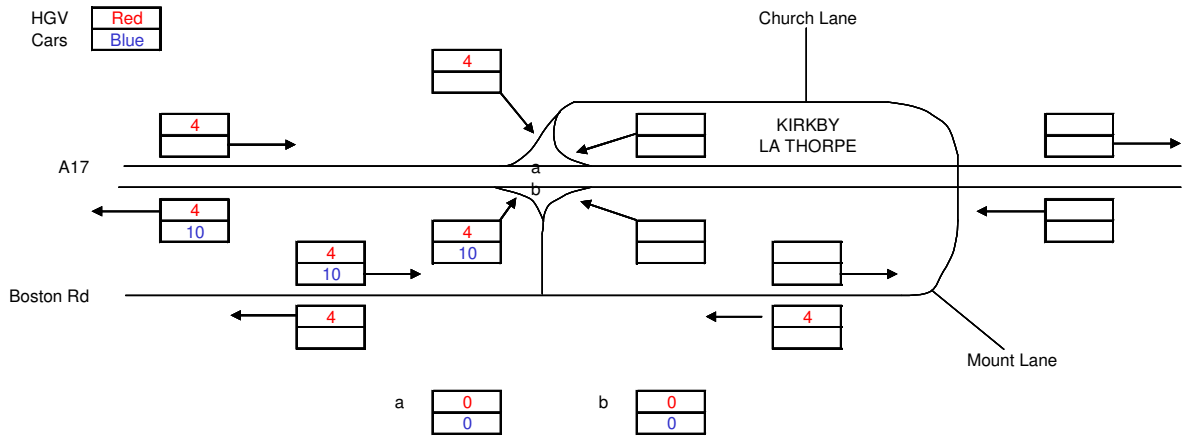 HGV Red
Cars Blue
Church Lane
4
4
KIRKBY
LA THORPE
A17
a
b
4
10
4
10
4
10
Boston Rd
4
4
Mount Lane
a
0
0
b
0
0